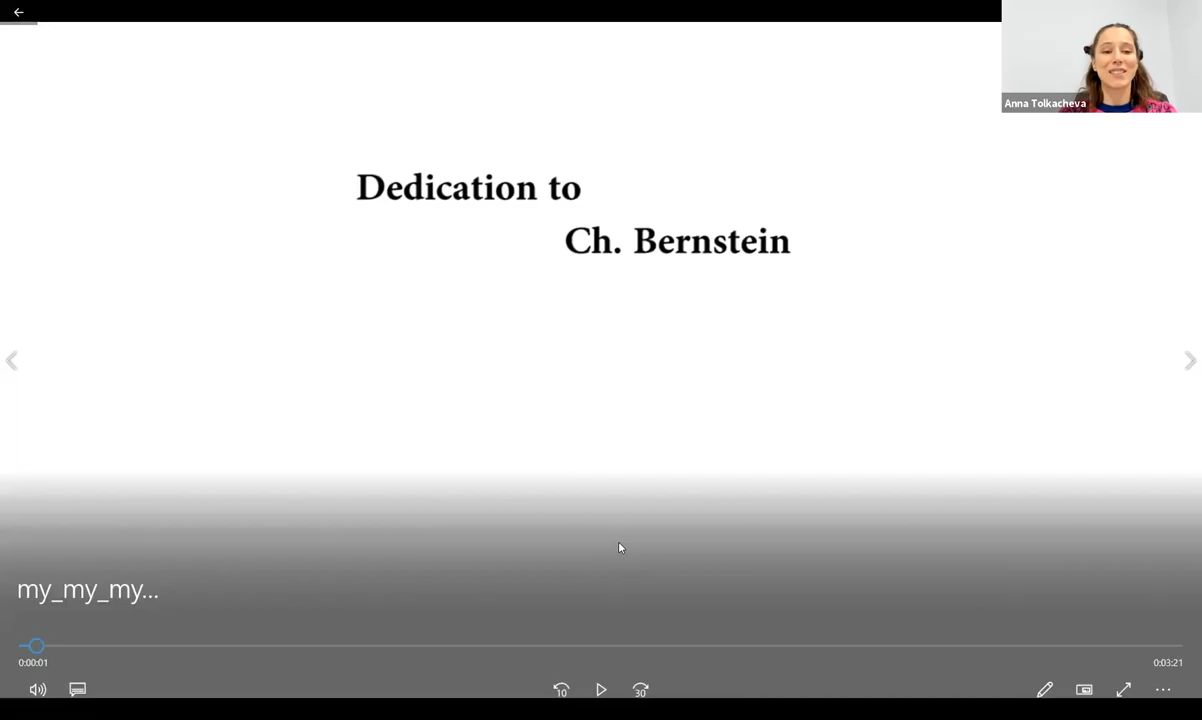 Anna Tolkacheva
Dedication to
Ch. Bernstein
my_my_my...
0:00:01
0:03:21
10
30